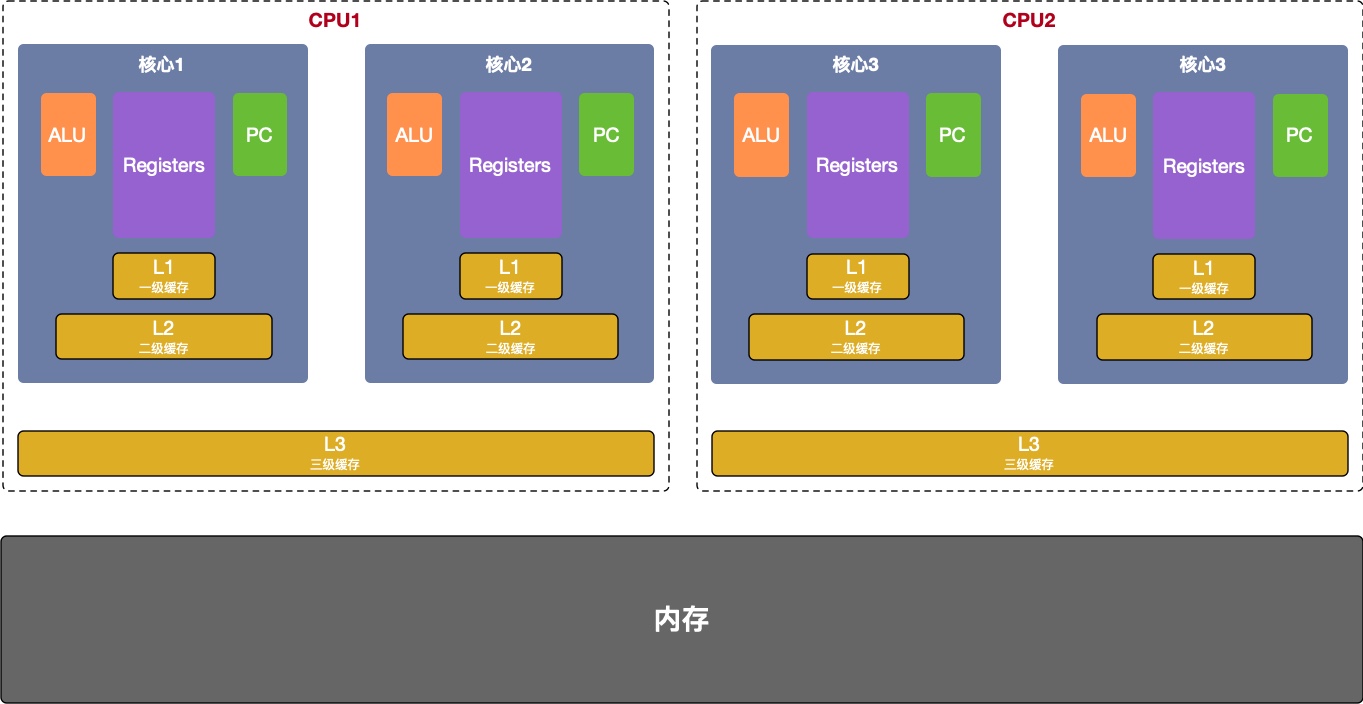 CPU1
核心1
ALU
Registers
PC
L1
一级缓存
L2
二级缓存
核心2
ALU
Registers
PC
L1
一级缓存
L2
二级缓存
L3
三级缓存
CPU2
核心3
ALU
Registers
PC
L1
一级缓存
L2
二级缓存
核心3
ALU
Registers
PC
L1
一级缓存
L2
二级缓存
L3
三级缓存
内存